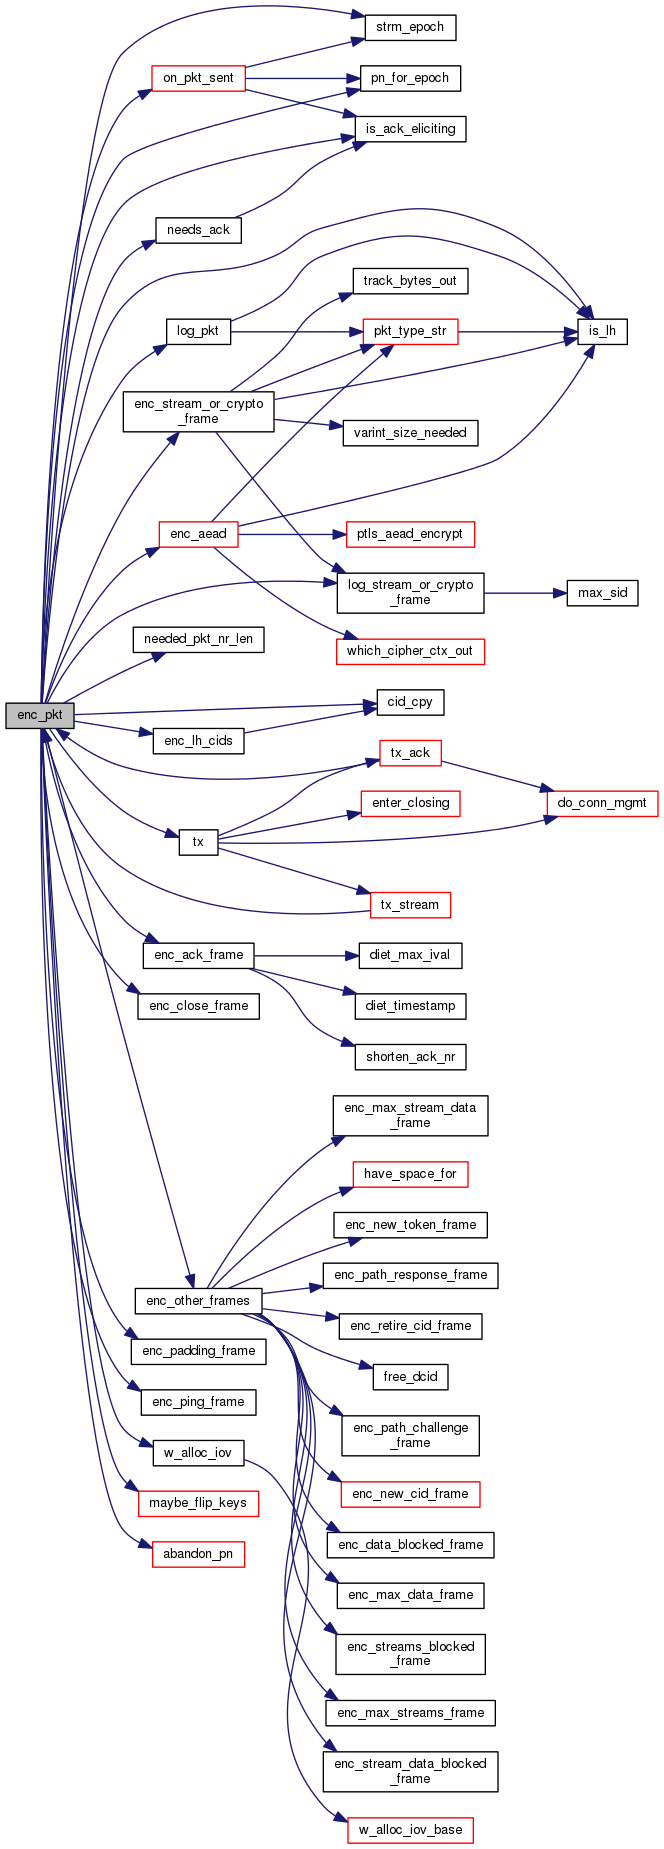 strm_epoch
on_pkt_sent
pn_for_epoch
is_ack_eliciting
needs_ack
track_bytes_out
log_pkt
pkt_type_str
is_lh
enc_stream_or_crypto
_frame
varint_size_needed
enc_aead
ptls_aead_encrypt
log_stream_or_crypto
_frame
max_sid
needed_pkt_nr_len
which_cipher_ctx_out
enc_pkt
cid_cpy
enc_lh_cids
tx_ack
enter_closing
do_conn_mgmt
tx
tx_stream
enc_ack_frame
diet_max_ival
enc_close_frame
diet_timestamp
shorten_ack_nr
enc_max_stream_data
_frame
have_space_for
enc_new_token_frame
enc_path_response_frame
enc_other_frames
enc_retire_cid_frame
enc_padding_frame
free_dcid
enc_ping_frame
enc_path_challenge
_frame
w_alloc_iov
enc_new_cid_frame
maybe_flip_keys
enc_data_blocked_frame
abandon_pn
enc_max_data_frame
enc_streams_blocked
_frame
enc_max_streams_frame
enc_stream_data_blocked
_frame
w_alloc_iov_base